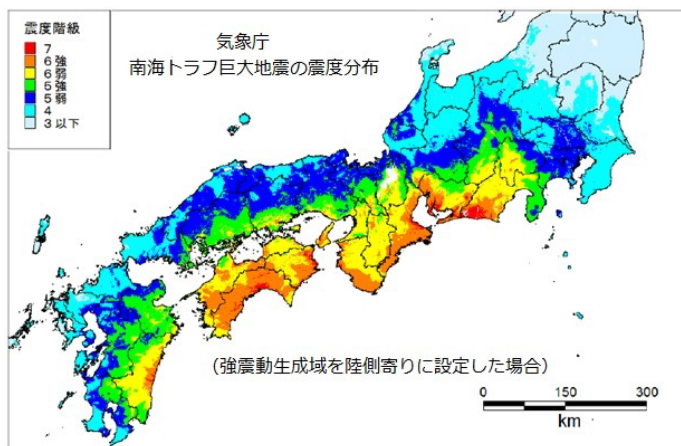 震度階級
7
6強
6弱
5強
5弱
4
3以下
気象庁
南海トラフ巨大地震の震度分布
(強震動生成域を陸側寄りに設定した場合)
0 150 300
km